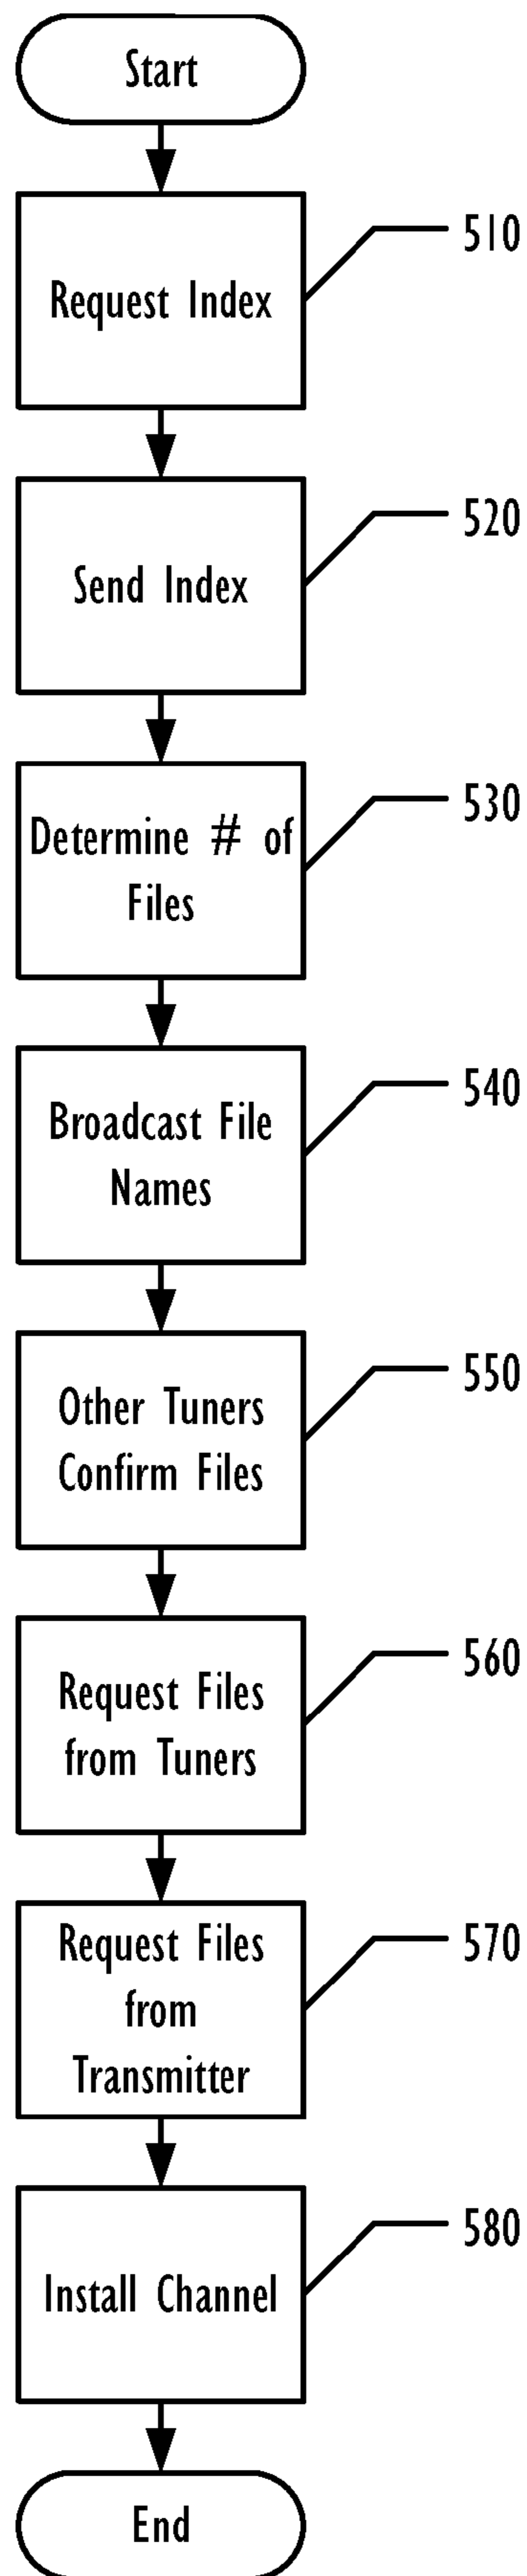 Start
510
Request Index
520
Send Index
530
Determine # of
Files
540
Broadcast File
Names
550
Other Tuners
Confirm Files
560
Request Files
from Tuners
570
Request Files
from
Transmitter
580
Install Channel
End